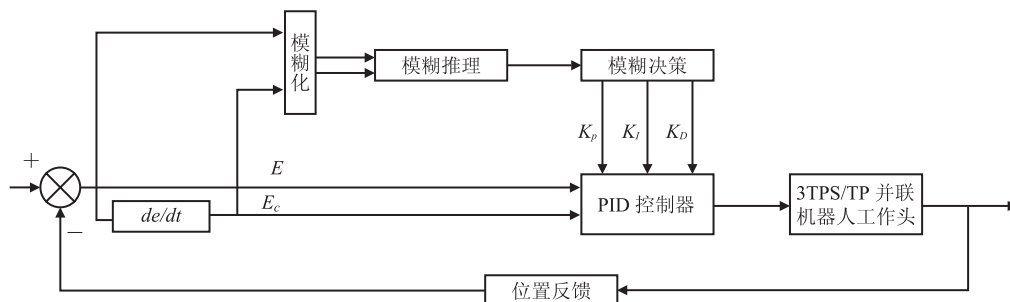 模糊化
模糊推理
模糊决策
K_p
K_I
K_D
+
E
E_c
−
de/dt
PID 控制器
3TPS/TP 并联
机器人工作头
位置反馈